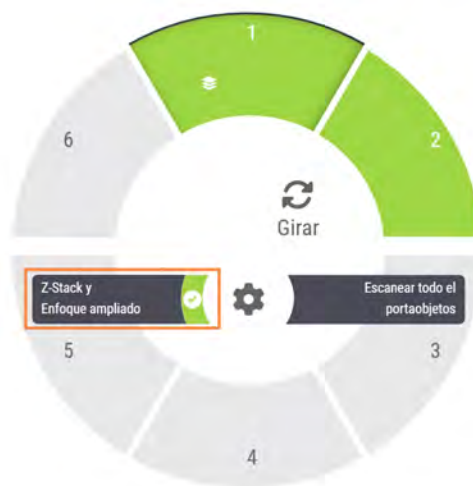 1
2
6
Girar
Z-Stack y
Enfoque ampliado
Escanear todo el
portaobjetos
5
3
4